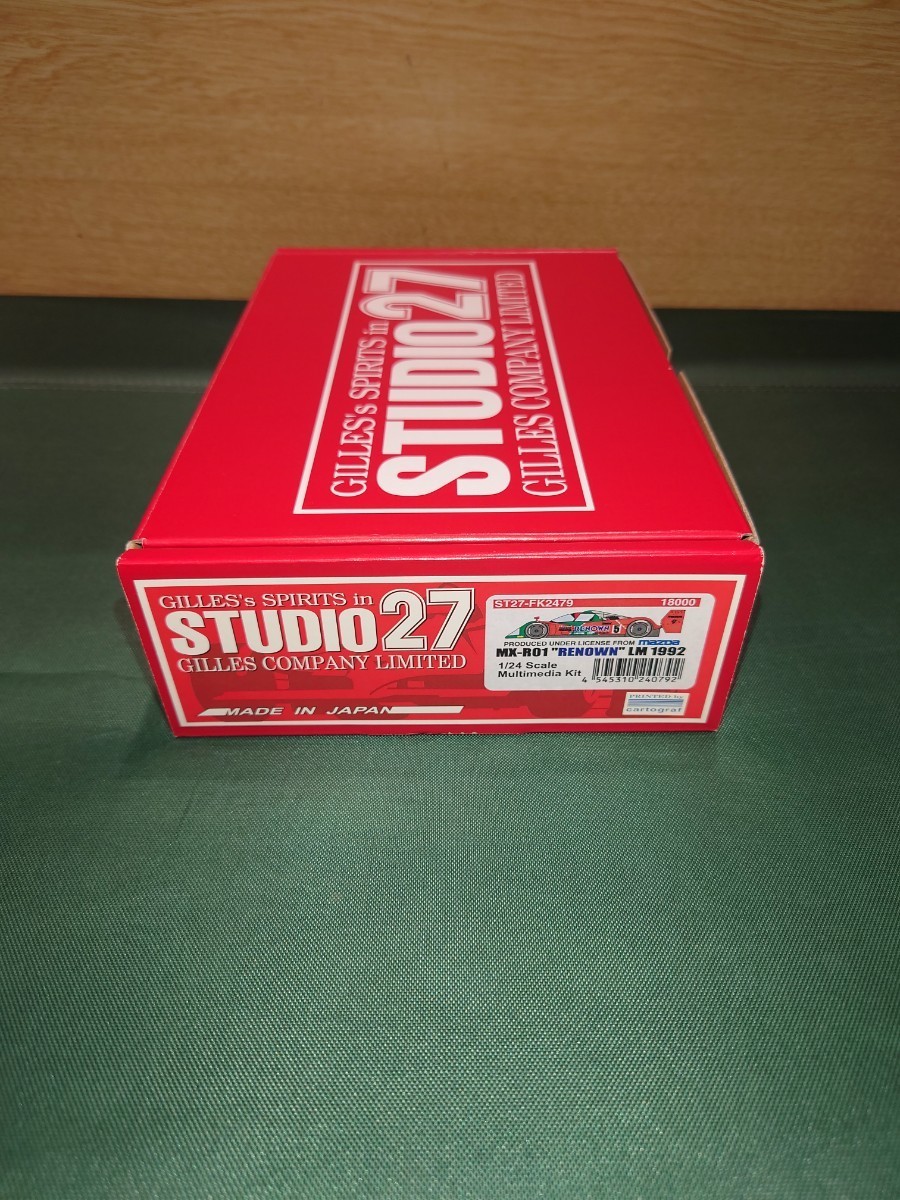 GILLES's SPIRITS in
STUDIO27
GILLES COMPANY LIMITED
GILLES's SPIRITS in
STUDIO27
GILLES COMPANY LIMITED
MADE IN JAPAN
ST27-FK2479 18000
RENOWN 5
PRODUCED UNDER LICENSE FROM mazda
MX-R01 "RENOWN" LM 1992
1/24 Scale
Multimedia Kit
4 545310 240792
PRINTED by
cartograf